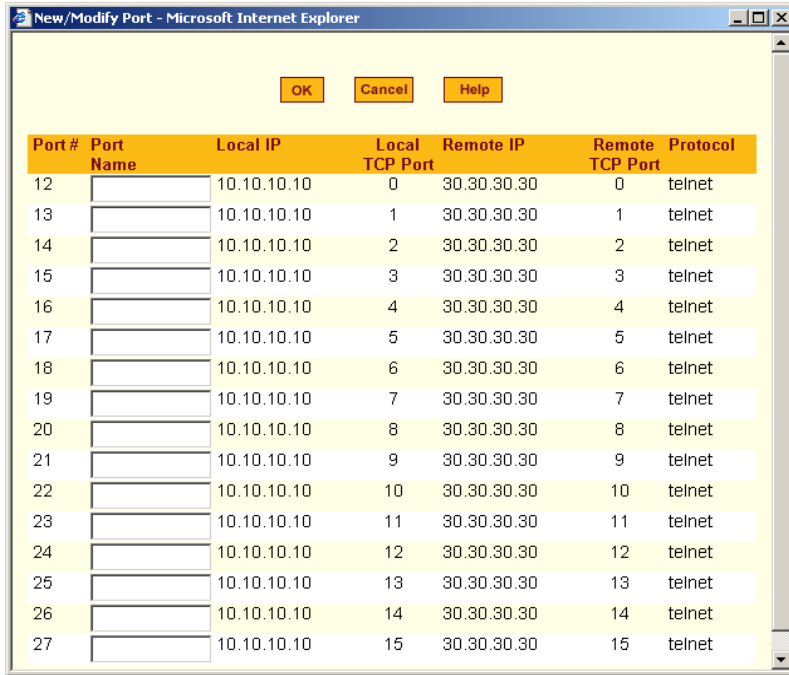 New/Modify Port - Microsoft Internet Explorer
OK Cancel Help
Port # Port Name Local IP Local TCP Port Remote IP Remote TCP Port Protocol
12 10.10.10.10 0 30.30.30.30 0 telnet
13 10.10.10.10 1 30.30.30.30 1 telnet
14 10.10.10.10 2 30.30.30.30 2 telnet
15 10.10.10.10 3 30.30.30.30 3 telnet
16 10.10.10.10 4 30.30.30.30 4 telnet
17 10.10.10.10 5 30.30.30.30 5 telnet
18 10.10.10.10 6 30.30.30.30 6 telnet
19 10.10.10.10 7 30.30.30.30 7 telnet
20 10.10.10.10 8 30.30.30.30 8 telnet
21 10.10.10.10 9 30.30.30.30 9 telnet
22 10.10.10.10 10 30.30.30.30 10 telnet
23 10.10.10.10 11 30.30.30.30 11 telnet
24 10.10.10.10 12 30.30.30.30 12 telnet
25 10.10.10.10 13 30.30.30.30 13 telnet
26 10.10.10.10 14 30.30.30.30 14 telnet
27 10.10.10.10 15 30.30.30.30 15 telnet